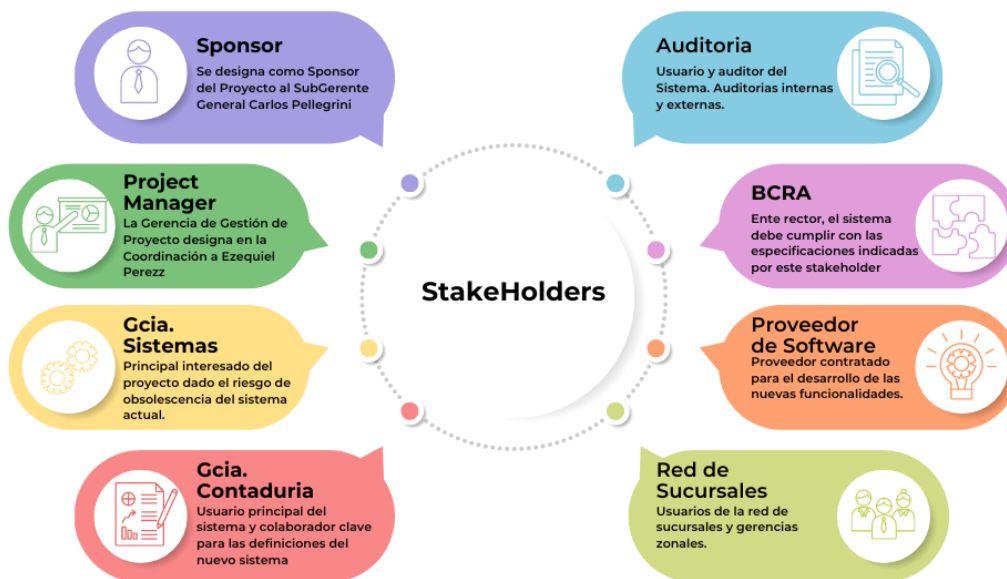 Sponsor
Se designa como Sponsor
del Proyecto al SubGerente
General Carlos Pellegrini
Project
Manager
La Gerencia de Gestión de
Proyecto designa en la
Coordinación a Ezequiel
Perezz
Gcia.
Sistemas
Principal interesado del
proyecto dado el riesgo de
obsolescencia del sistema
actual.
Gcia.
Contaduria
Usuario principal del
sistema y colaborador clave
para las definiciones del
nuevo sistema
StakeHolders
Auditoria
Usuario y auditor del
Sistema. Auditorias internas
y externas.
BCRA
Ente rector, el sistema
debe cumplir con las
especificaciones indicadas
por este stakeholder
Proveedor
de Software
Proveedor contratado
para el desarrollo de las
nuevas funcionalidades.
Red de
Sucursales
Usuarios de la red de
sucursales y gerencias
zonales.